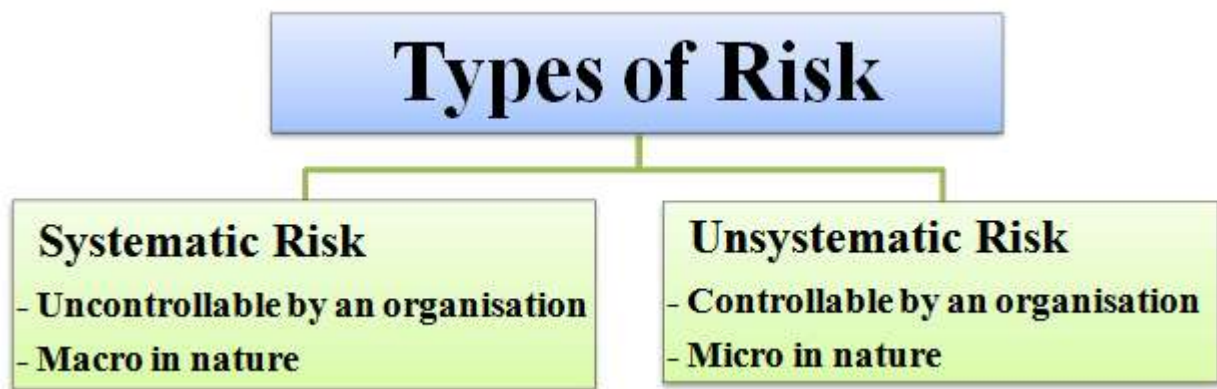 Types of Risk
Systematic Risk
- Uncontrollable by an organisation
- Macro in nature
Unsystematic Risk
- Controllable by an organisation
- Micro in nature